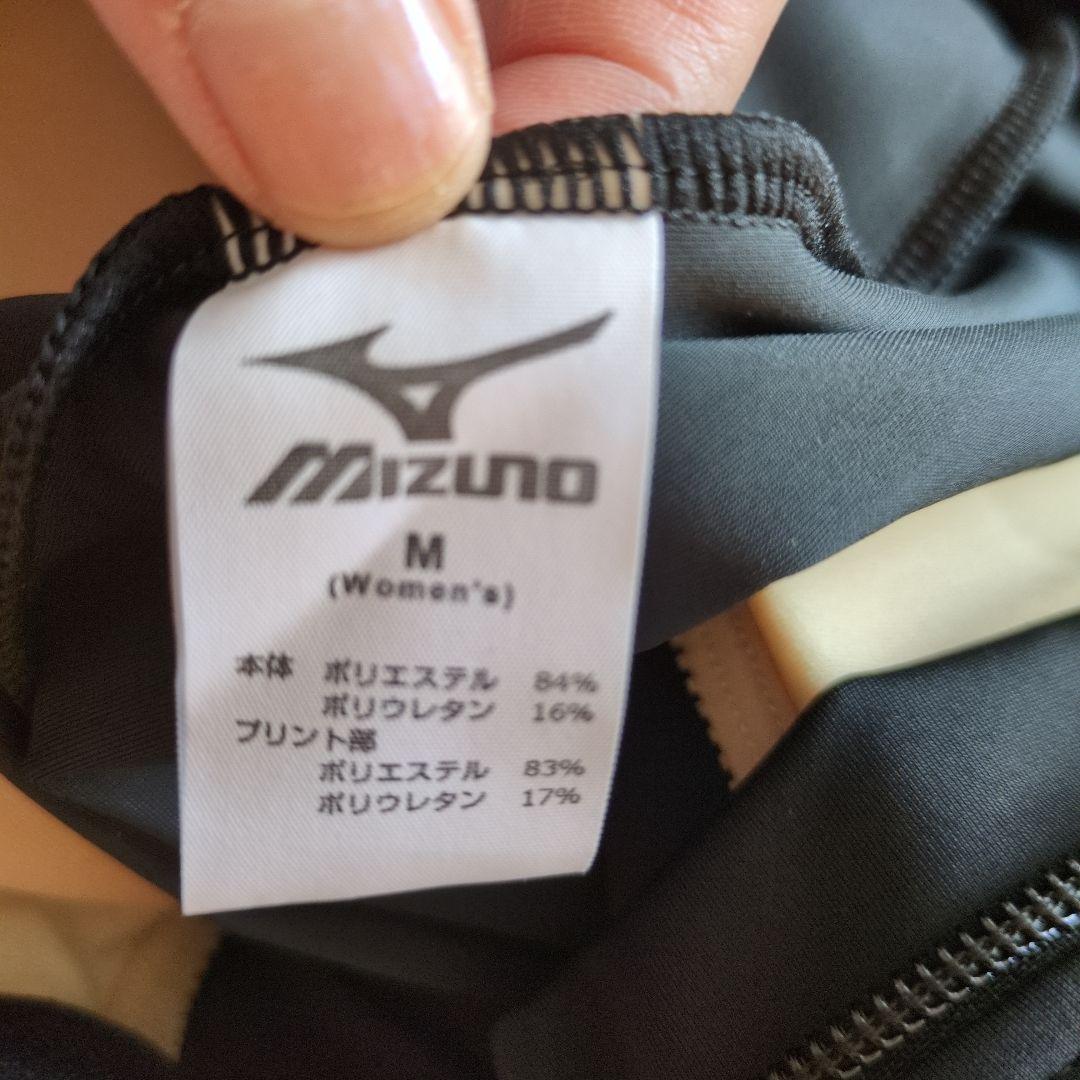 MIZUNO
M
(Women's)
本体 ポリエステル 84%
ポリウレタン 16%
プリント部
ポリエステル 83%
ポリウレタン 17%